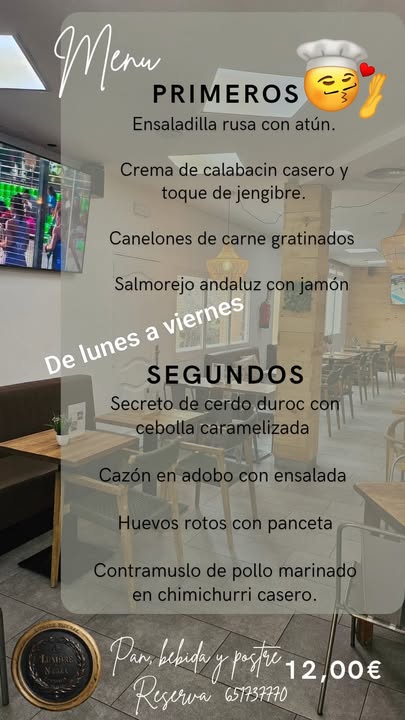 Menu
PRIMEROS
Ensaladilla rusa con atún.
Crema de calabacin casero y
toque de jengibre.
Canelones de carne gratinados
Salmorejo andaluz con jamón
De lunes a viernes
SEGUNDOS
Secreto de cerdo duroc con
cebolla caramelizada
Cazón en adobo con ensalada
Huevos rotos con panceta
Contramuslo de pollo marinado
en chimichurri casero.
Pan, bebida y postre
12,00€
Reserva 651737770